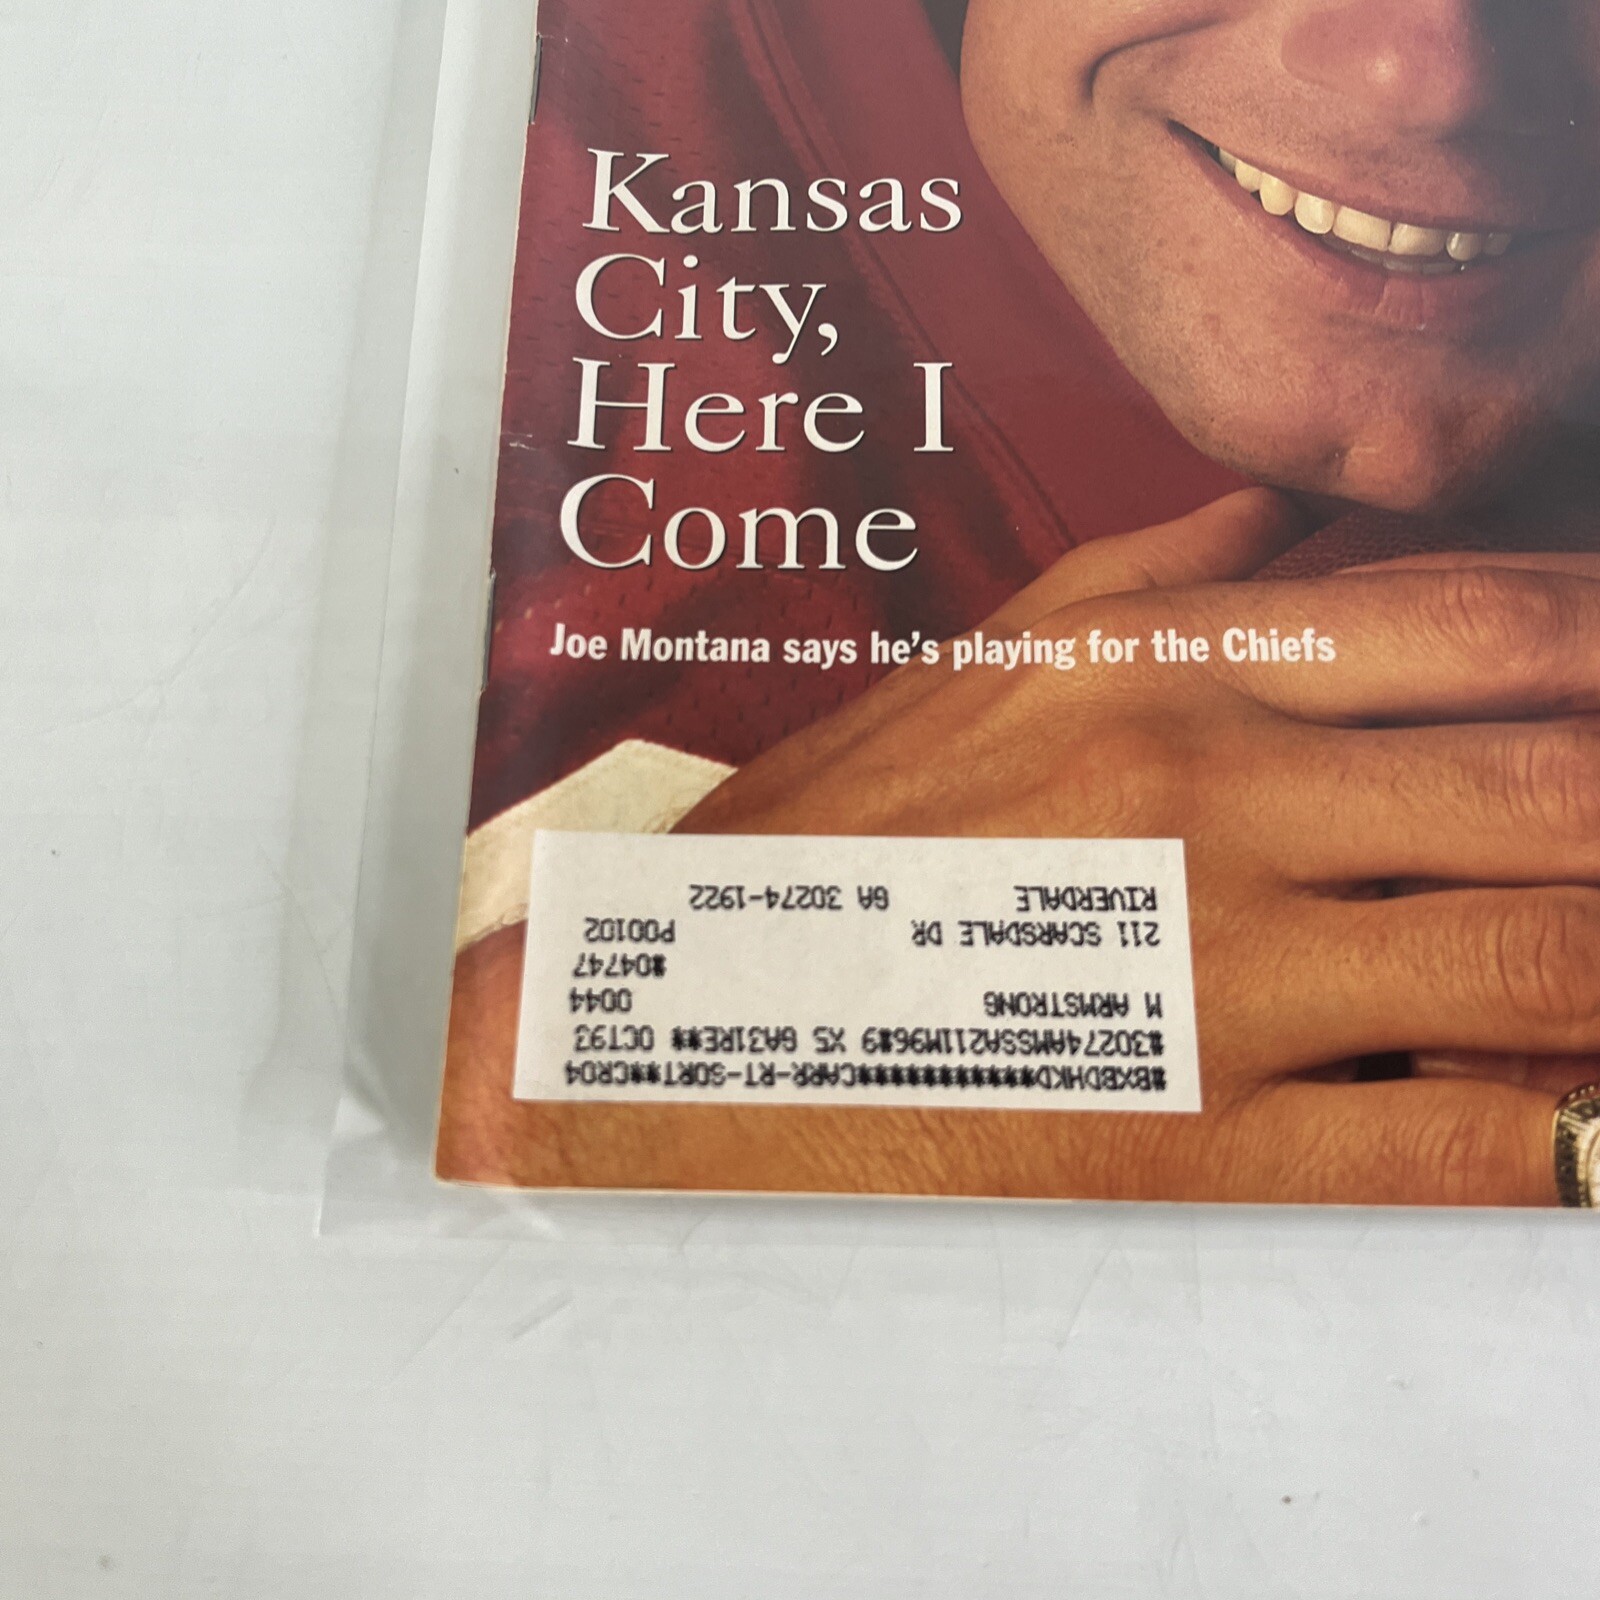 Kansas
City,
Here I
Come
Joe Montana says he's playing for the Chiefs
#BXBDHKD*************CARR-RT-SORT**CR04
#30274AMSSA211M96#9 X5 GA31RE** OCT93
M ARMSTRONG 0044
#04747
211 SCARSDALE DR P00102
RIVERDALE GA 30274-1922